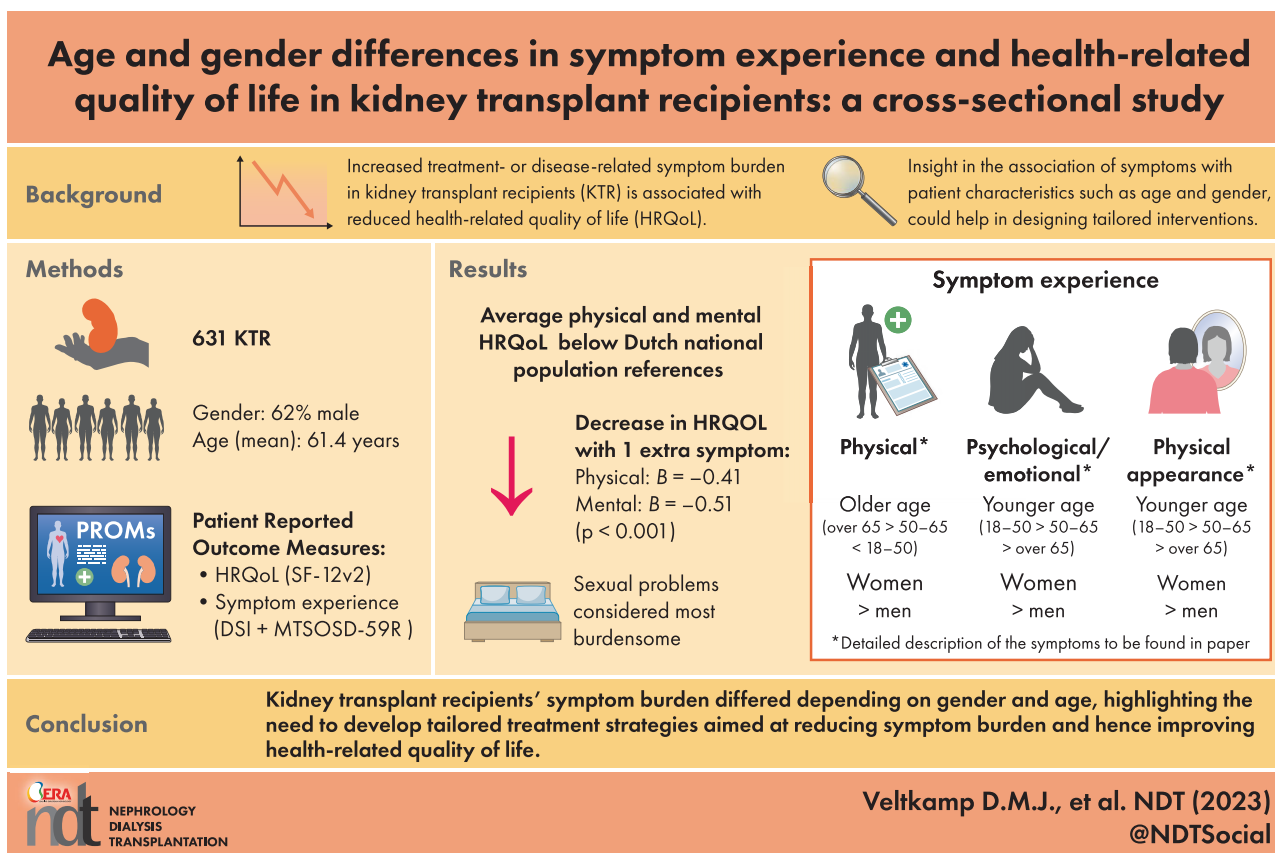 Age and gender differences in symptom experience and health-related
quality of life in kidney transplant recipients: a cross-sectional study
Background
Increased treatment- or disease-related symptom burden
in kidney transplant recipients (KTR) is associated with
reduced health-related quality of life (HRQoL).
Insight in the association of symptoms with
patient characteristics such as age and gender,
could help in designing tailored interventions.
Methods
631 KTR
Gender: 62% male
Age (mean): 61.4 years
PROMs
Patient Reported
Outcome Measures:
• HRQoL (SF-12v2)
• Symptom experience
(DSI + MTSOSD-59R )
Results
Average physical and mental
HRQoL below Dutch national
population references
Decrease in HRQOL
with 1 extra symptom:
Physical: B = −0.41
Mental: B = −0.51
(p < 0.001)
Sexual problems
considered most
burdensome
Symptom experience
Physical*
Older age
(over 65 > 50–65
< 18–50)
Women
> men
Psychological/
emotional*
Younger age
(18–50 > 50–65
> over 65)
Women
> men
Physical
appearance*
Younger age
(18–50 > 50–65
> over 65)
Women
> men
*Detailed description of the symptoms to be found in paper
Conclusion
Kidney transplant recipients’ symptom burden differed depending on gender and age, highlighting the
need to develop tailored treatment strategies aimed at reducing symptom burden and hence improving
health-related quality of life.
ERA
ndt
NEPHROLOGY
DIALYSIS
TRANSPLANTATION
Veltkamp D.M.J., et al. NDT (2023)
@NDTSocial